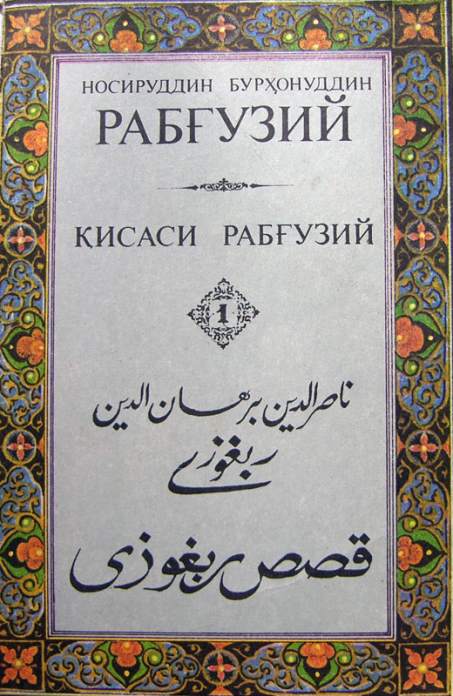 НОСИРУДДИН БУРҲОНУДДИН
РАБҒУЗИЙ
ҚИСАСИ РАБҒУЗИЙ
1
ناصرالدین برهان الدین
ربغوزی
قصص ربغوزی